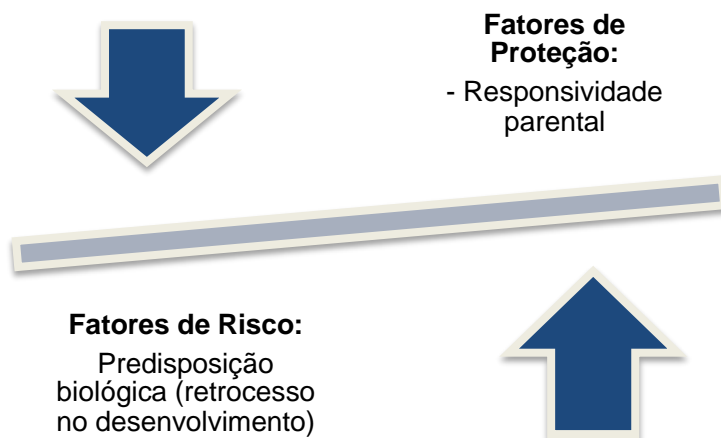 Fatores de
Proteção:
- Responsividade
parental
Fatores de Risco:
Predisposição
biológica (retrocesso
no desenvolvimento)